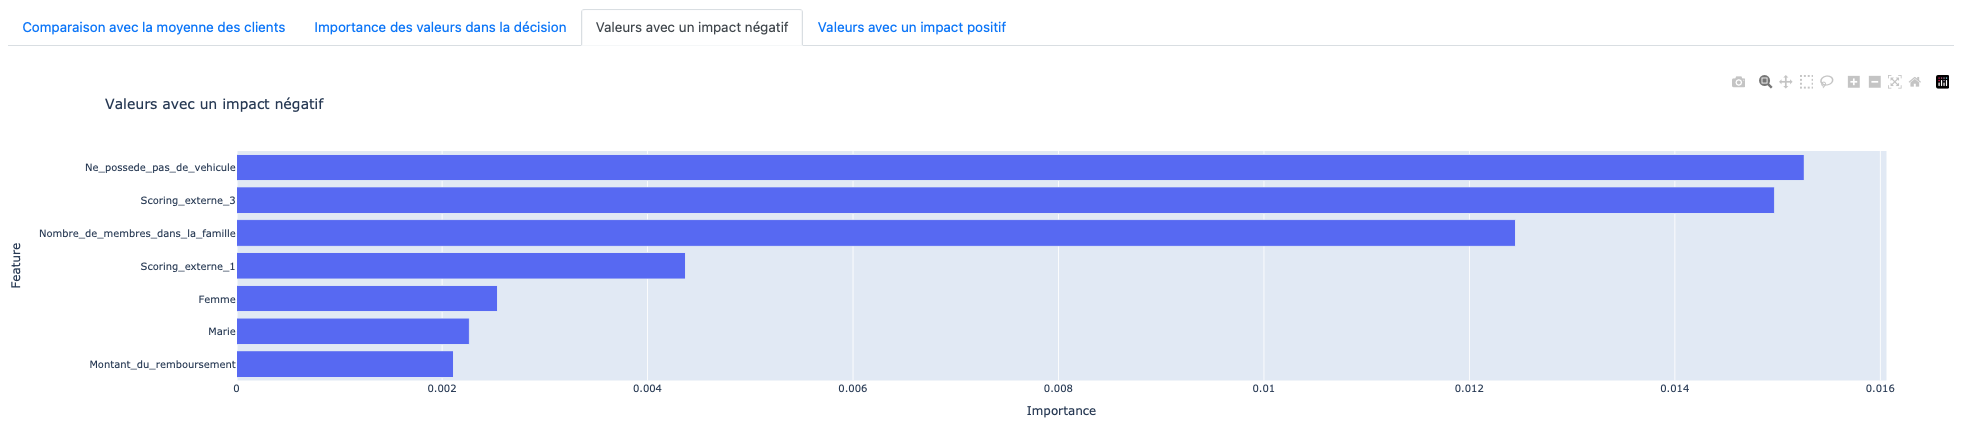 Comparaison avec la moyenne des clients
Importance des valeurs dans la décision
Valeurs avec un impact négatif
Valeurs avec un impact positif
Valeurs avec un impact négatif
Feature
Ne_possede_pas_de_vehicule
Scoring_externe_3
Nombre_de_membres_dans_la_famille
Scoring_externe_1
Femme
Marie
Montant_du_remboursement
0 0.002 0.004 0.006 0.008 0.01 0.012 0.014 0.016
Importance